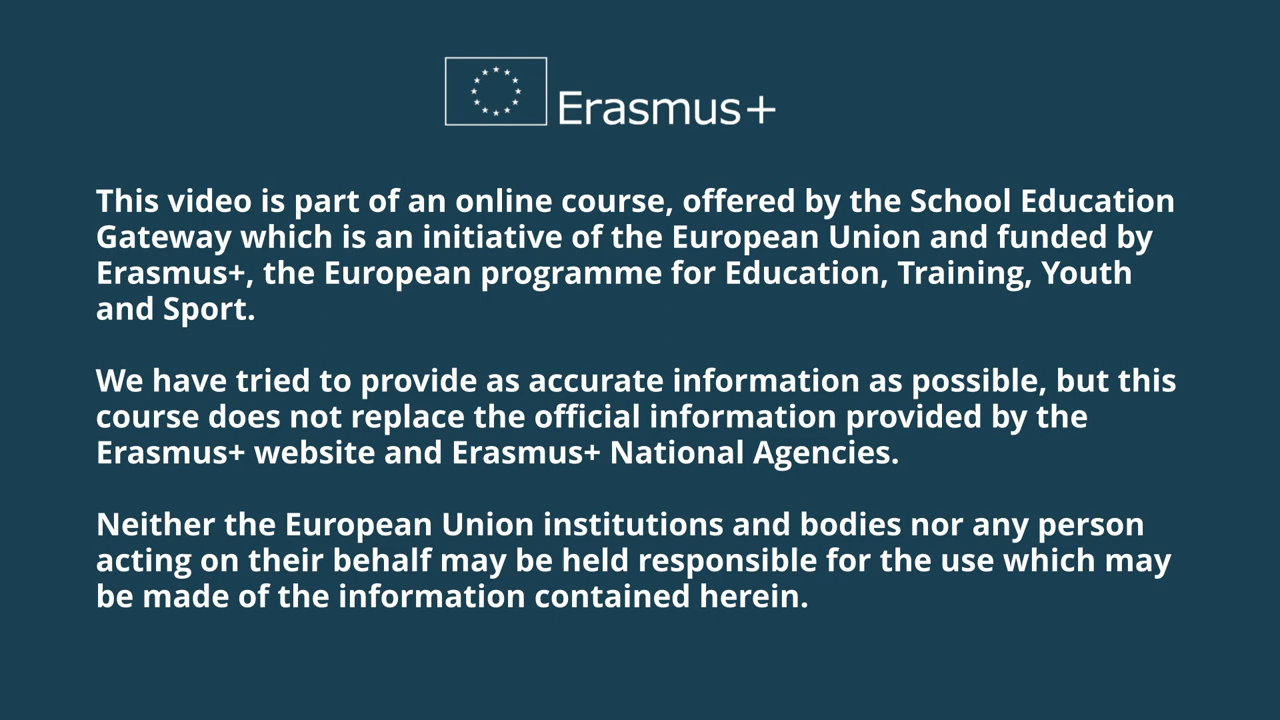 Erasmus+
This video is part of an online course, offered by the School Education
Gateway which is an initiative of the European Union and funded by
Erasmus+, the European programme for Education, Training, Youth
and Sport.
We have tried to provide as accurate information as possible, but this
course does not replace the official information provided by the
Erasmus+ website and Erasmus+ National Agencies.
Neither the European Union institutions and bodies nor any person
acting on their behalf may be held responsible for the use which may
be made of the information contained herein.